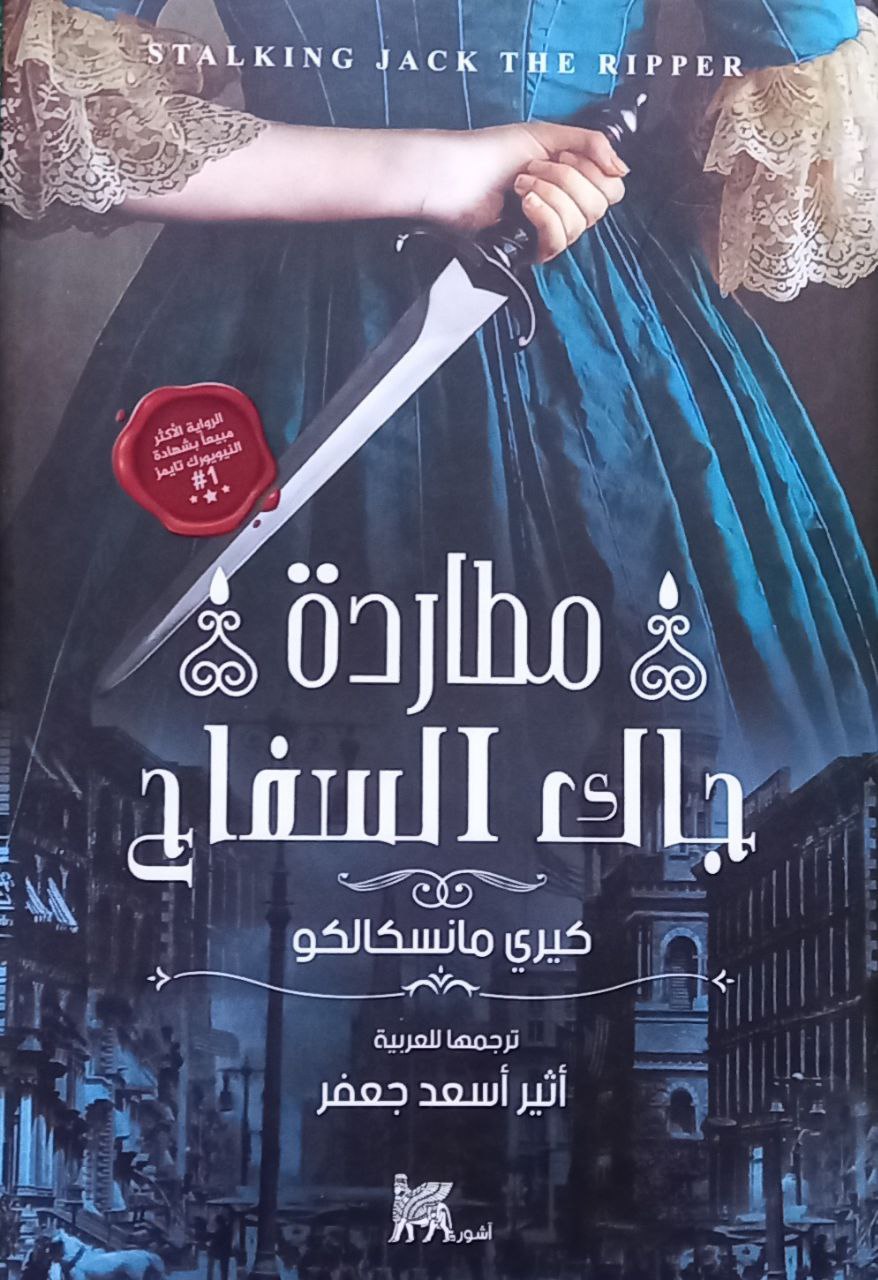 STALKING JACK THE RIPPER
الرواية الأكثر
مبيعاً بشهادة
النيويورك تايمز
#1
مطاردة
جاك السفاح
كيري مانسكالكو
ترجمها للعربية
أثير أسعد جعفر
آشور